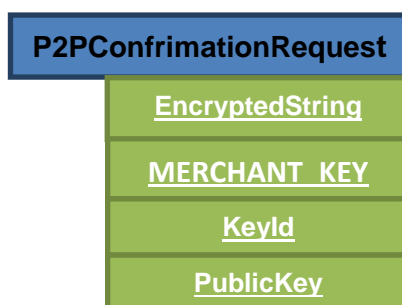 P2PConfrimationRequest
EncryptedString
MERCHANT_KEY
KeyId
PublicKey